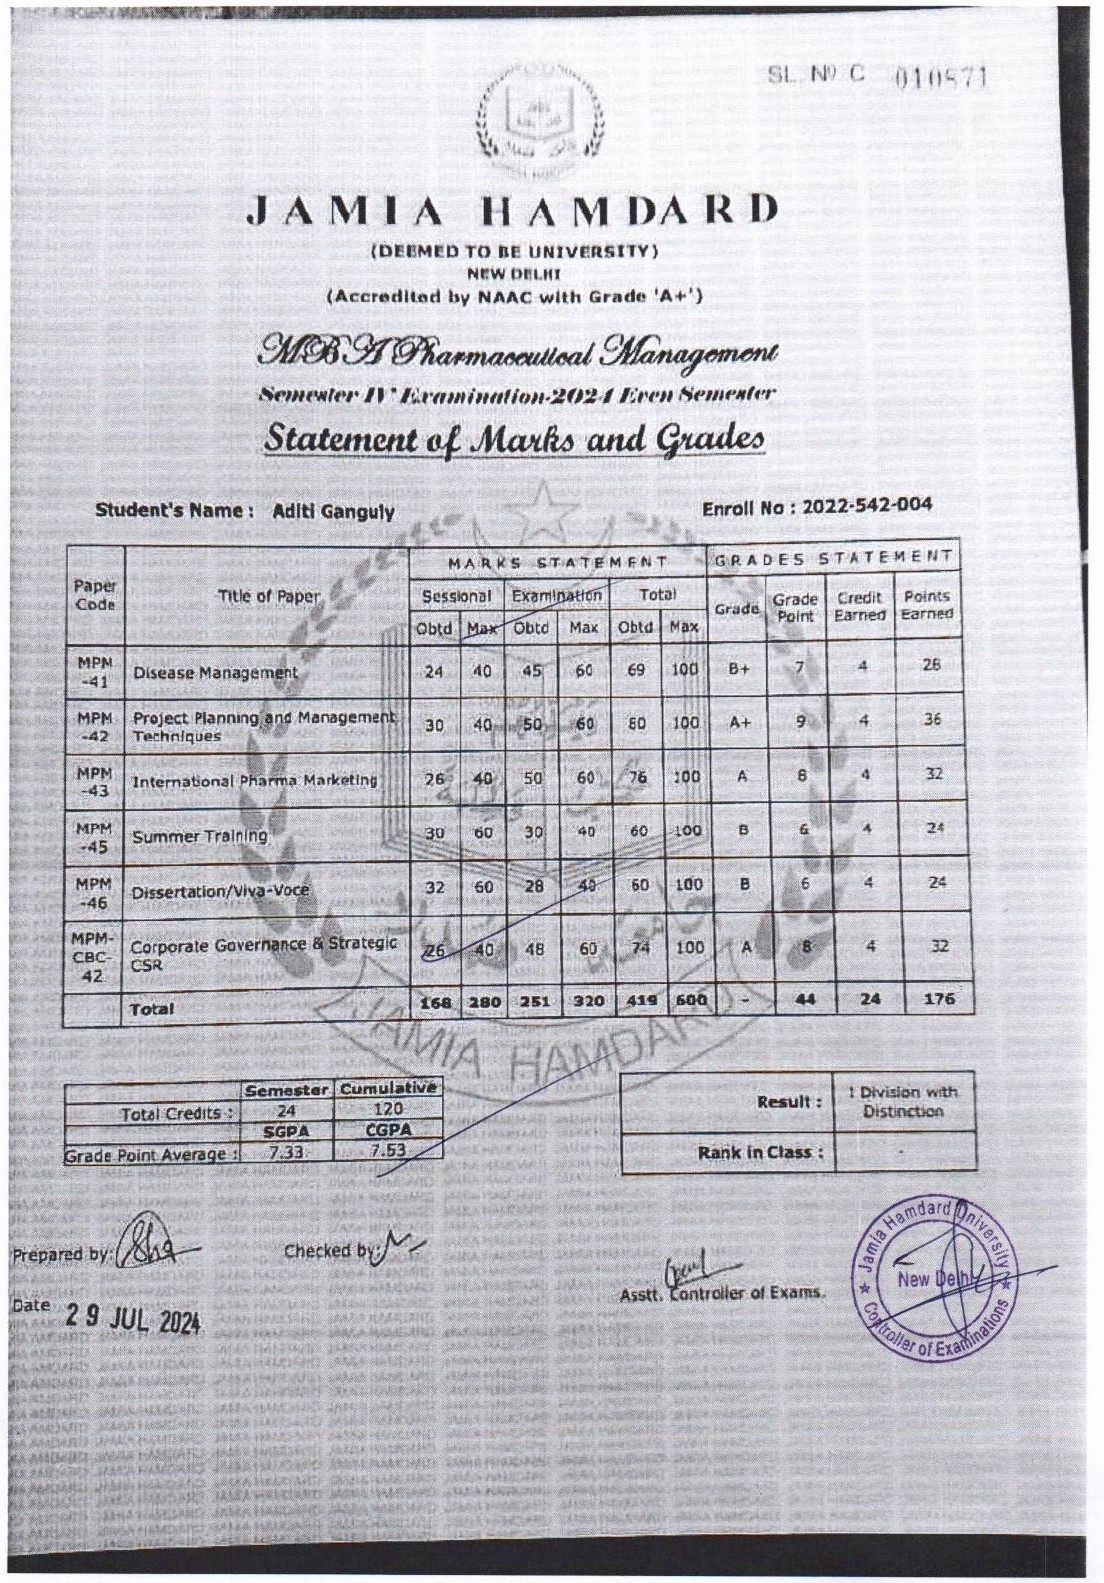 SL. Nº C 010871
JAMIA HAMDARD
(DEEMED TO BE UNIVERSITY)
NEW DELHI
(Accredited by NAAC with Grade 'A+')
MBA Pharmaceutical Management
Semester IV Examination-2024 Even Semester
Statement of Marks and Grades
Student's Name : Aditi Ganguly Enroll No : 2022-542-004
Paper Code Title of Paper MARKS STATEMENT GRADES STATEMENT
Sessional Examination Total Grade Grade Point Credit Earned Points Earned
Obtd Max Obtd Max Obtd Max
MPM -41 Disease Management 24 40 45 60 69 100 B+ 7 4 28
MPM -42 Project Planning and Management Techniques 30 40 50 60 80 100 A+ 9 4 36
MPM -43 International Pharma Marketing 26 40 50 60 76 100 A 8 4 32
MPM -45 Summer Training 30 60 30 40 60 100 B 6 4 24
MPM -46 Dissertation/Viva-Voce 32 60 28 40 60 100 B 6 4 24
MPM-CBC-42 Corporate Governance & Strategic CSR 26 40 48 60 74 100 A 8 4 32
Total 168 280 251 320 419 600 - 44 24 176
JAMIA HAMDARD
Semester Cumulative
Total Credits : 24 120
SGPA CGPA
Grade Point Average : 7.33 7.53
Result : I Division with Distinction
Rank in Class : -
Prepared by:
Checked by:
Asstt. Controller of Exams.
Date 29 JUL 2024
Jamia Hamdard University
New Delhi
Controller of Examinations